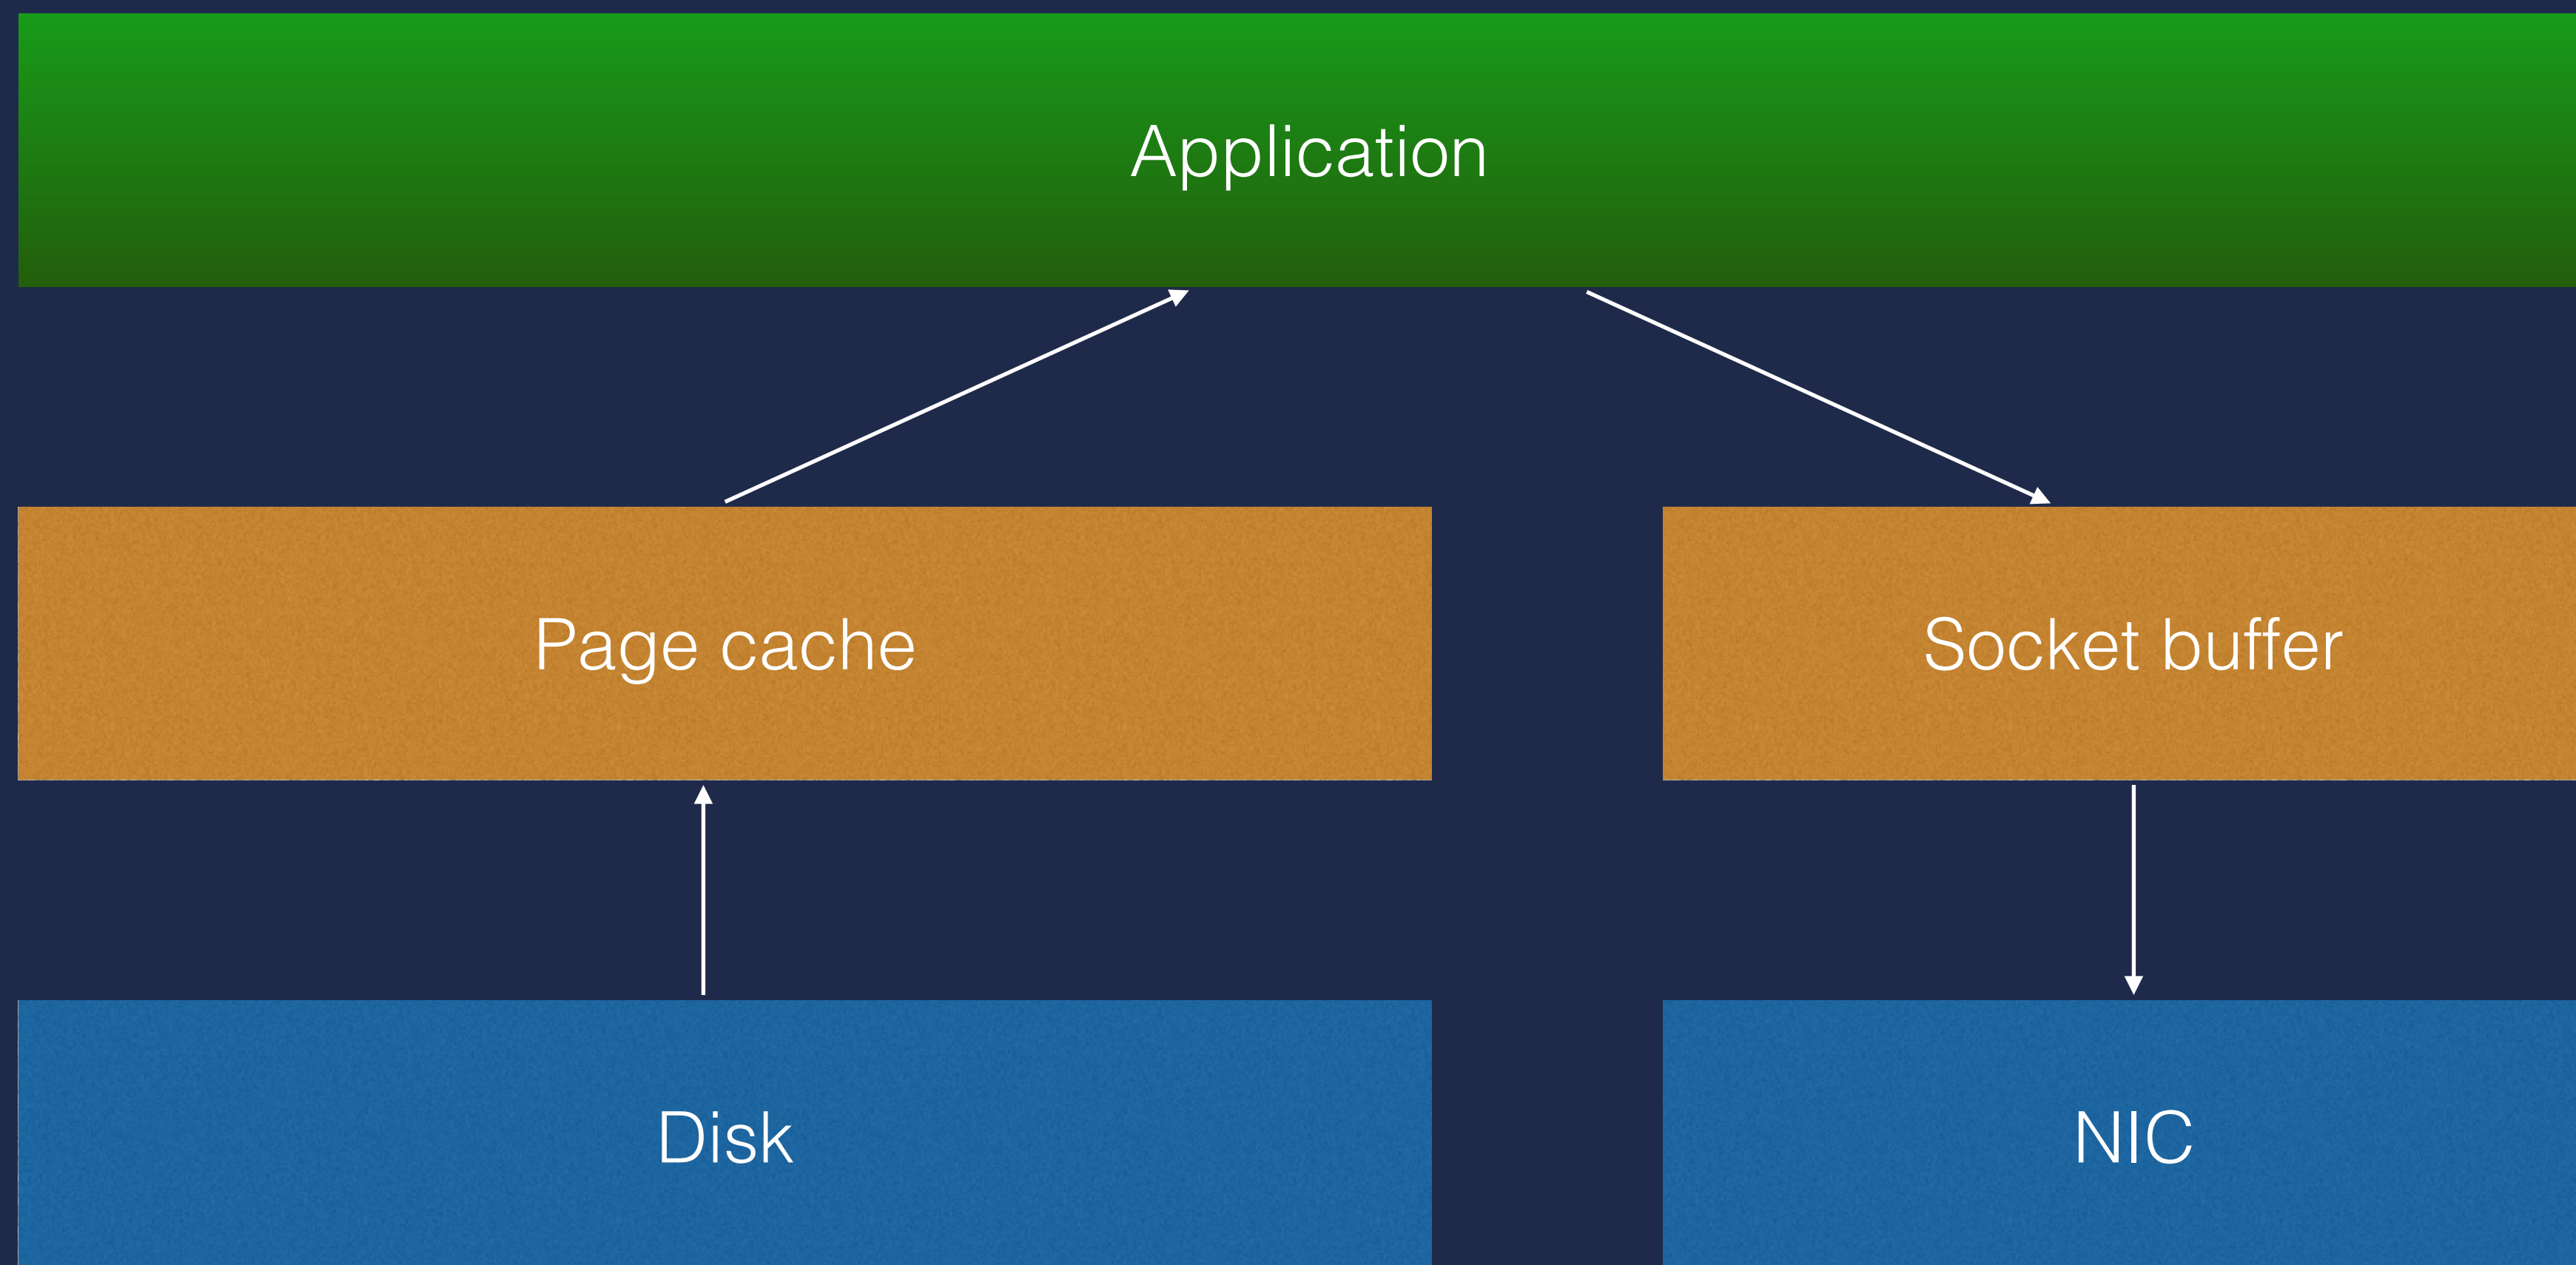 Application
Page cache
Socket buffer
Disk
NIC